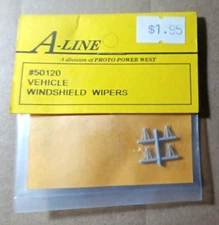 $1.95
A-LINE
A division of PROTO POWER WEST
#50120
VEHICLE
WINDSHIELD WIPERS